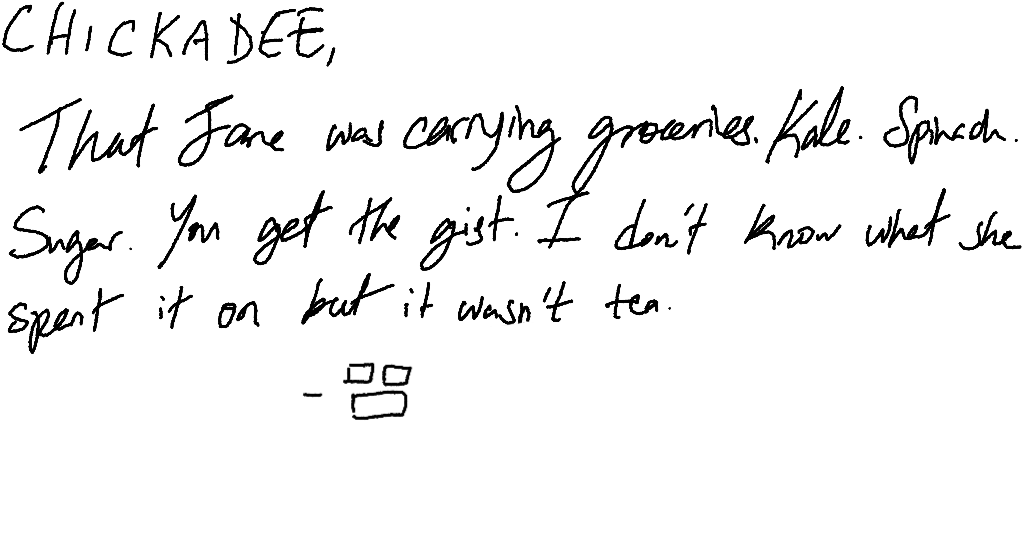 CHICKADEE,
That Jane was carrying groceries. Kale. Spinach.
Sugar. You get the gist. I don't know what she
spent it on but it wasn't tea.
-